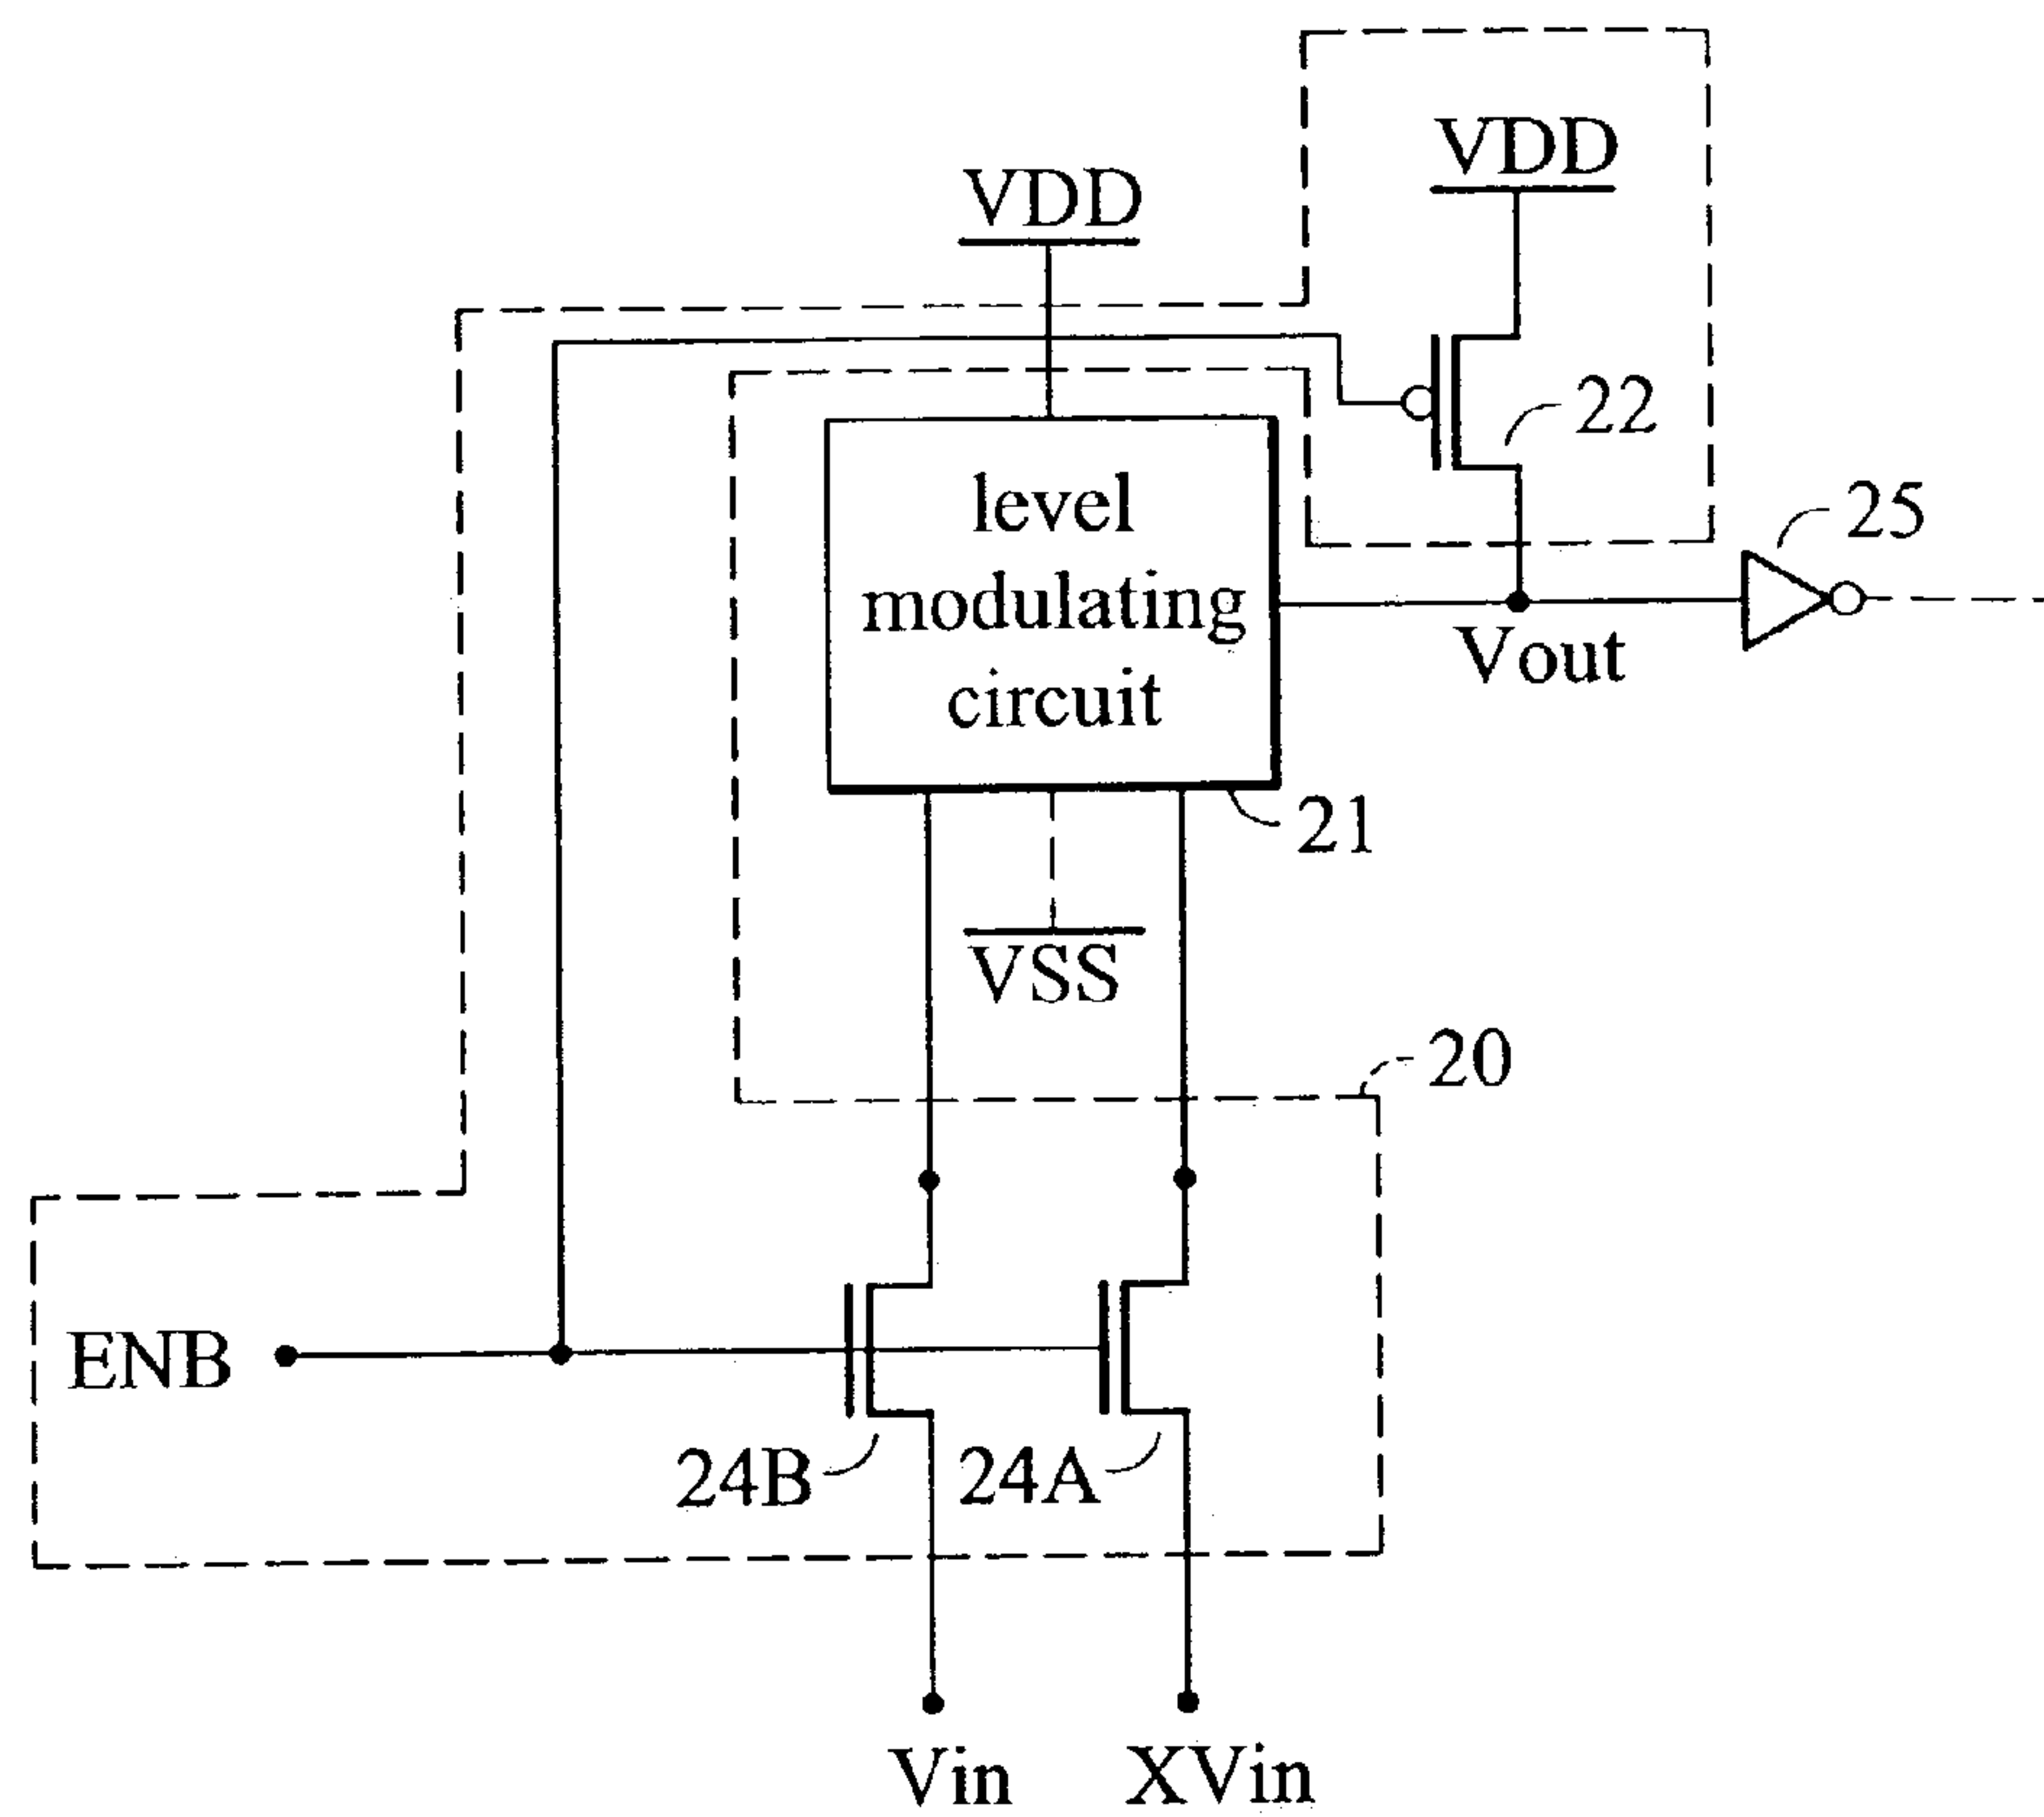 VDD
VDD
22
25
level
modulating
circuit
Vout
21
VSS
20
ENB
24B
24A
Vin
XVin